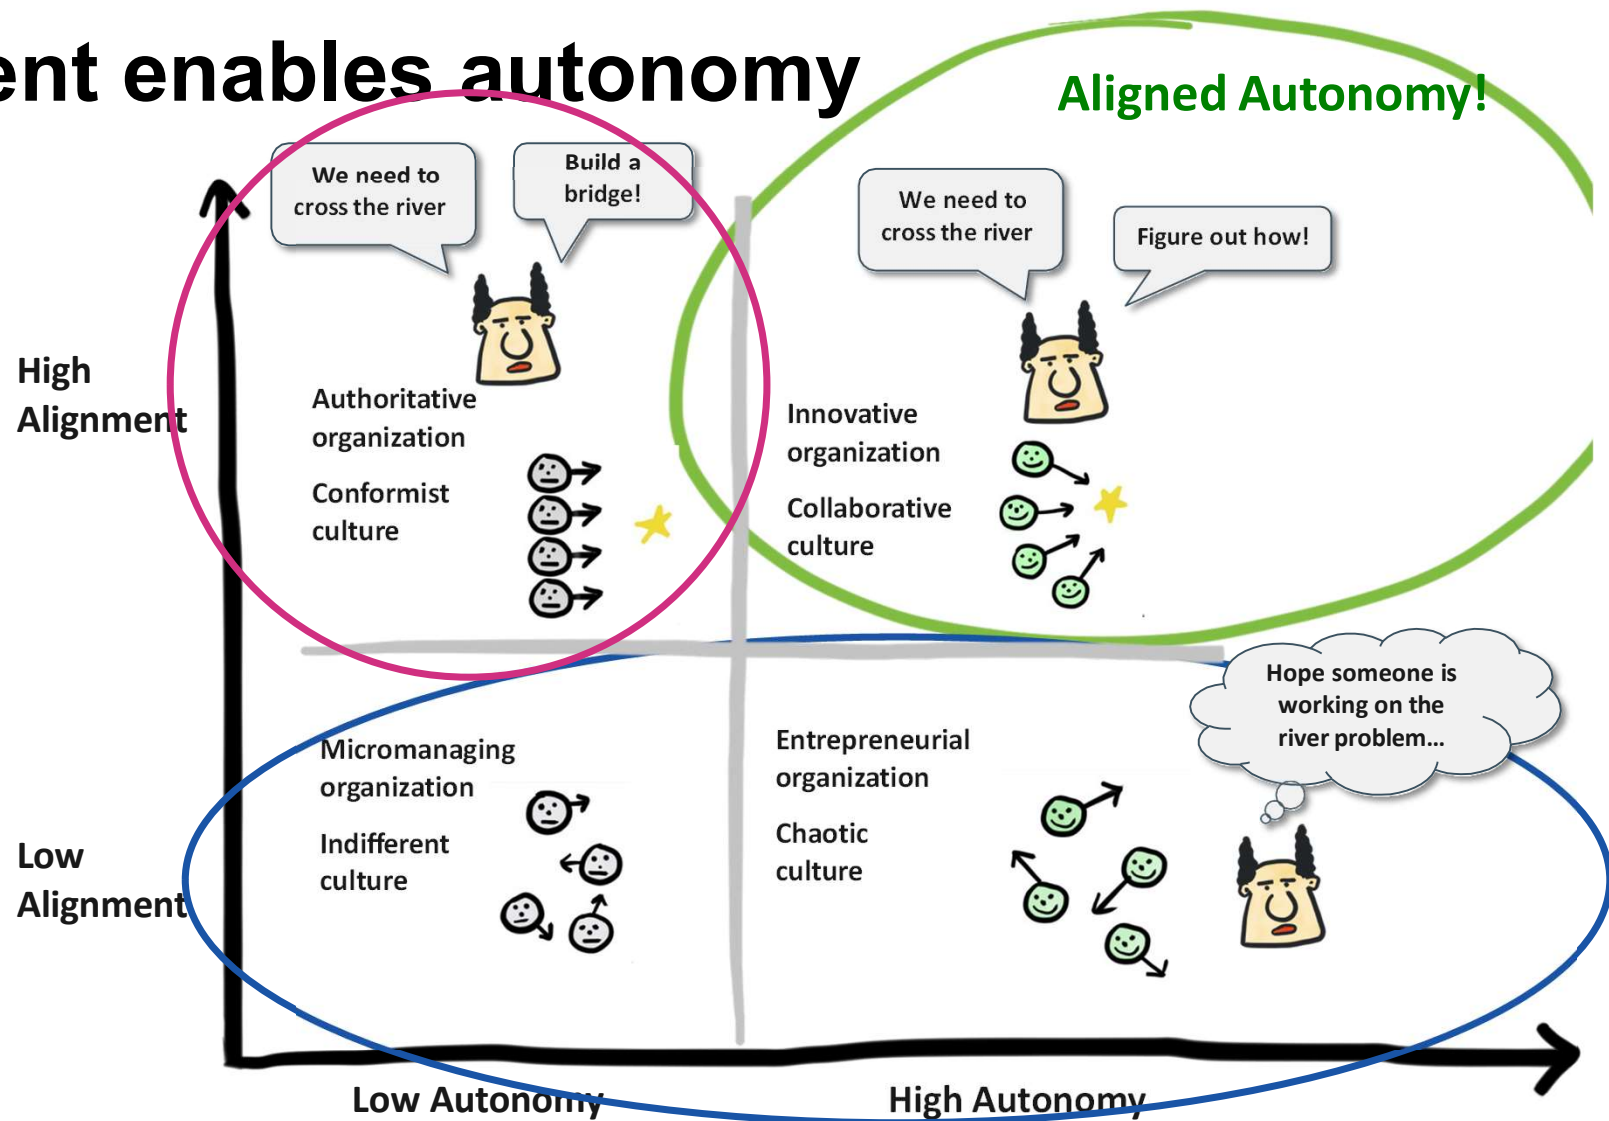 ent enables autonomy
Aligned Autonomy!
We need to
cross the river
Build a
bridge!
We need to
cross the river
Figure out how!
High
Alignment
Authoritative
organization
Conformist
culture
Innovative
organization
Collaborative
culture
Hope someone is
working on the
river problem...
Micromanaging
organization
Indifferent
culture
Entrepreneurial
organization
Chaotic
culture
Low
Alignment
Low Autonomy
High Autonomy